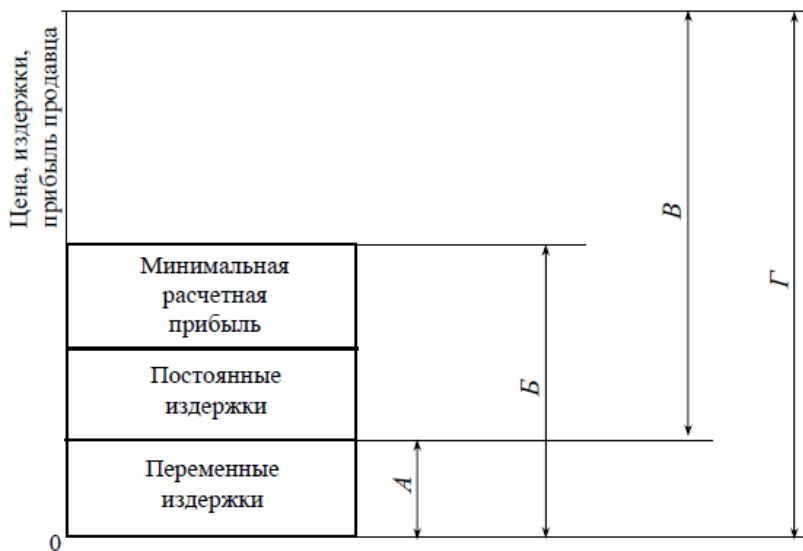 Цена, издержки,
прибыль продавца
Минимальная
расчетная
прибыль
Постоянные
издержки
Переменные
издержки
0
А
Б
В
Г